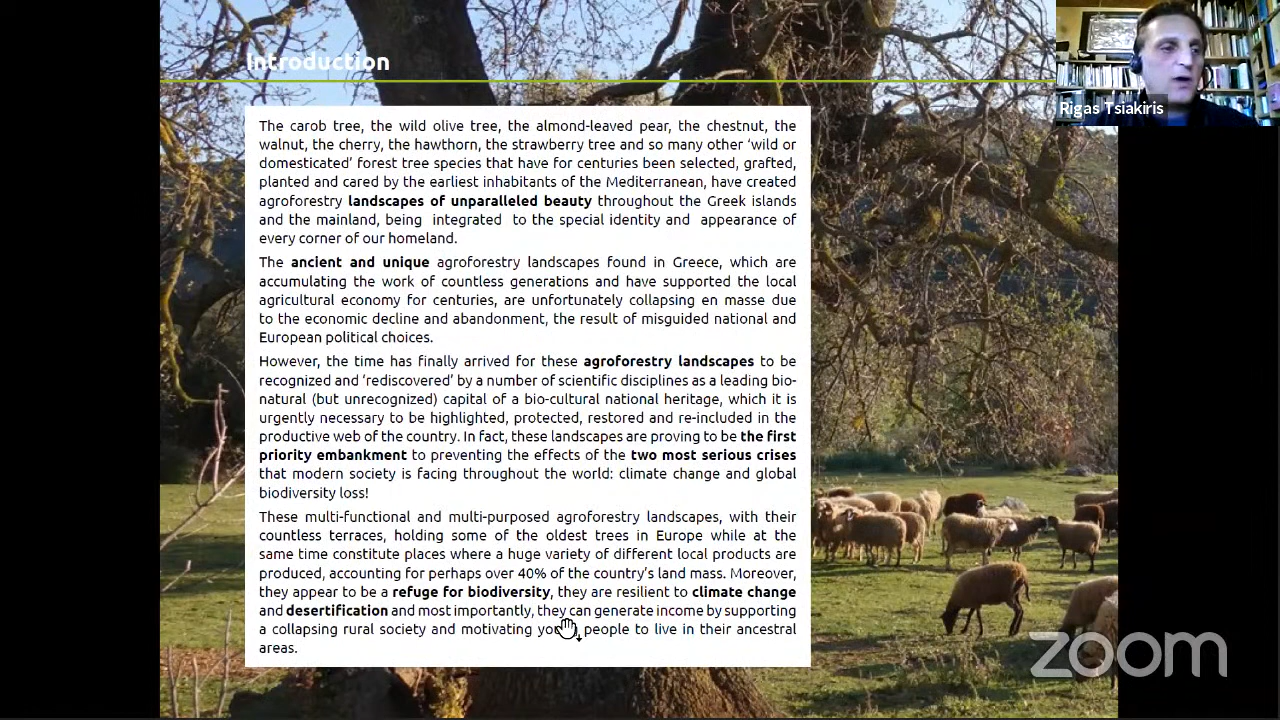 Introduction
Rigas Tsiakiris
The carob tree, the wild olive tree, the almond-leaved pear, the chestnut, the
walnut, the cherry, the hawthorn, the strawberry tree and so many other ‘wild or
domesticated’ forest tree species that have for centuries been selected, grafted,
planted and cared by the earliest inhabitants of the Mediterranean, have created
agroforestry landscapes of unparalleled beauty throughout the Greek islands
and the mainland, being integrated to the special identity and appearance of
every corner of our homeland.
The ancient and unique agroforestry landscapes found in Greece, which are
accumulating the work of countless generations and have supported the local
agricultural economy for centuries, are unfortunately collapsing en masse due
to the economic decline and abandonment, the result of misguided national and
European political choices.
However, the time has finally arrived for these agroforestry landscapes to be
recognized and ‘rediscovered’ by a number of scientific disciplines as a leading bio-
natural (but unrecognized) capital of a bio-cultural national heritage, which it is
urgently necessary to be highlighted, protected, restored and re-included in the
productive web of the country. In fact, these landscapes are proving to be the first
priority embankment to preventing the effects of the two most serious crises
that modern society is facing throughout the world: climate change and global
biodiversity loss!
These multi-functional and multi-purposed agroforestry landscapes, with their
countless terraces, holding some of the oldest trees in Europe while at the
same time constitute places where a huge variety of different local products are
produced, accounting for perhaps over 40% of the country’s land mass. Moreover,
they appear to be a refuge for biodiversity, they are resilient to climate change
and desertification and most importantly, they can generate income by supporting
a collapsing rural society and motivating people to live in their ancestral
areas.
zoom